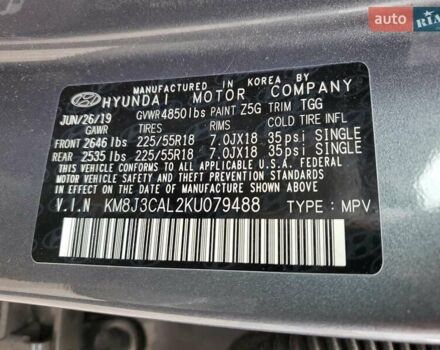 auto RIA
MANUFACTURED IN KOREA BY
HYUNDAI MOTOR COMPANY
JUN/26/19 GVWR 4850 lbs PAINT Z5G TRIM TGG
GAWR TIRES RIMS COLD TIRE INFL
FRONT 2646 lbs 225/55R18 7.0JX18 35psi SINGLE
REAR 2535 lbs 225/55R18 7.0JX18 35psi SINGLE
THIS VEHICLE CONFORMS TO ALL APPLICABLE
FEDERAL MOTOR VEHICLE SAFETY, BUMPER, AND
THEFT PREVENTION STANDARDS IN EFFECT ON
THE DATE OF MANUFACTURE SHOWN ABOVE.
V.I.N KM8J3CAL2KU079488 TYPE : MPV